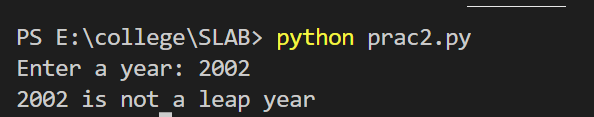 PS E:\college\SLAB> python prac2.py
Enter a year: 2002
2002 is not a leap year